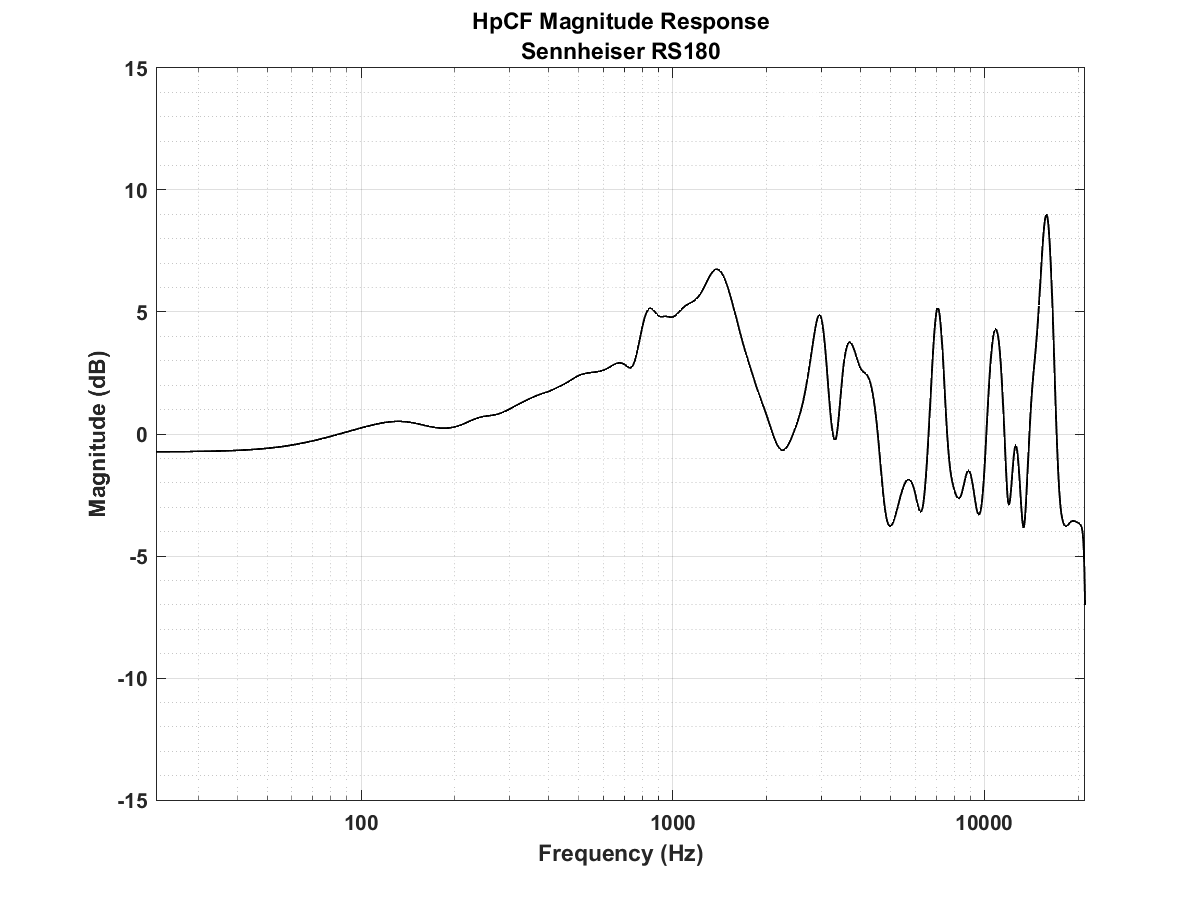 HpCF Magnitude Response
Sennheiser RS180
15
10
5
0
-5
-10
-15
Magnitude (dB)
100 1000 10000
Frequency (Hz)